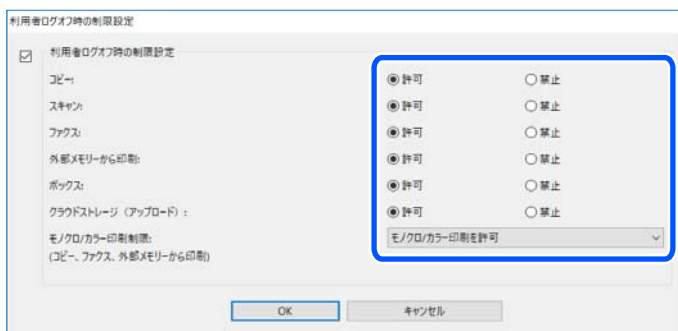 利用者ログオフ時の制限設定
利用者ログオフ時の制限設定
コピー: 許可 禁止
スキャン: 許可 禁止
ファクス: 許可 禁止
外部メモリーから印刷: 許可 禁止
ボックス: 許可 禁止
クラウドストレージ（アップロード）: 許可 禁止
モノクロ/カラー印刷制限: モノクロ/カラー印刷を許可
(コピー、ファクス、外部メモリーから印刷)
OK キャンセル